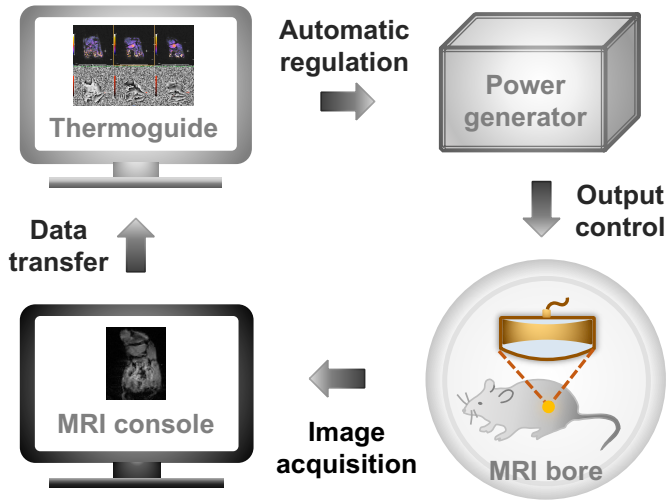 Automatic
regulation
Thermoguide
Power
generator
Data
transfer
Output
control
MRI console
Image
acquisition
MRI bore